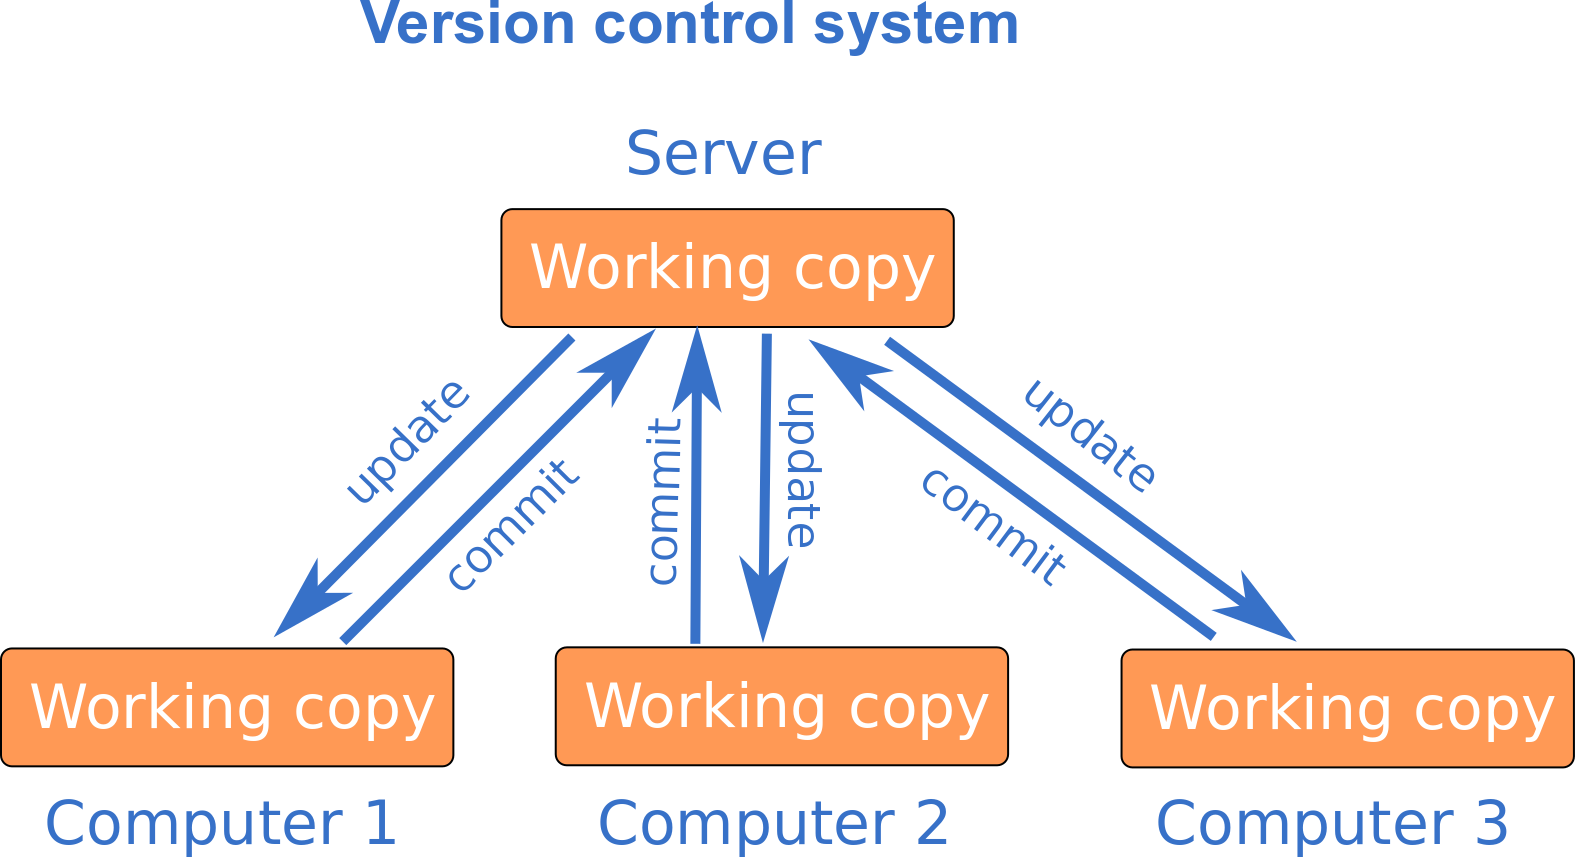 Version control system
Server
Working copy
update
commit
commit
update
commit
update
Working copy
Working copy
Working copy
Computer 1
Computer 2
Computer 3